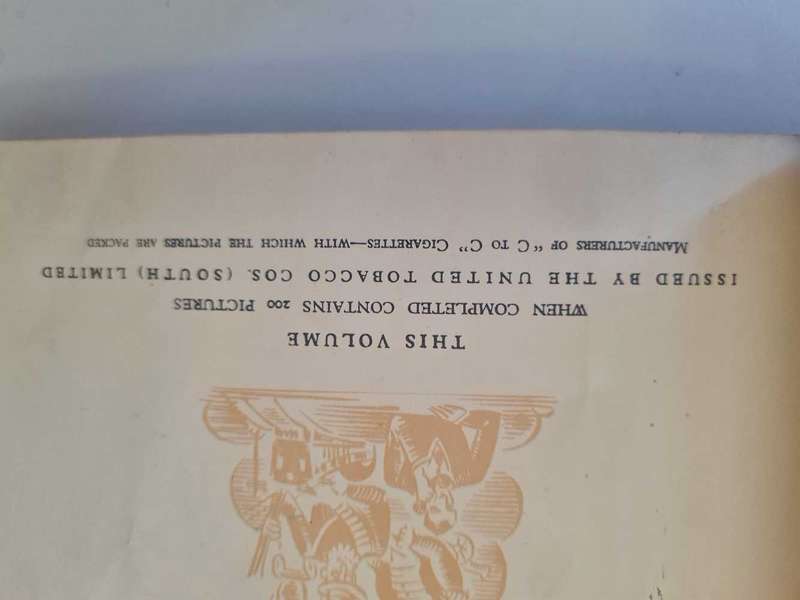 THIS VOLUME
WHEN COMPLETED CONTAINS 200 PICTURES
ISSUED BY THE UNITED TOBACCO COS. (SOUTH) LIMITED
MANUFACTURERS OF "C TO C" CIGARETTES—WITH WHICH THE PICTURES ARE PACKED